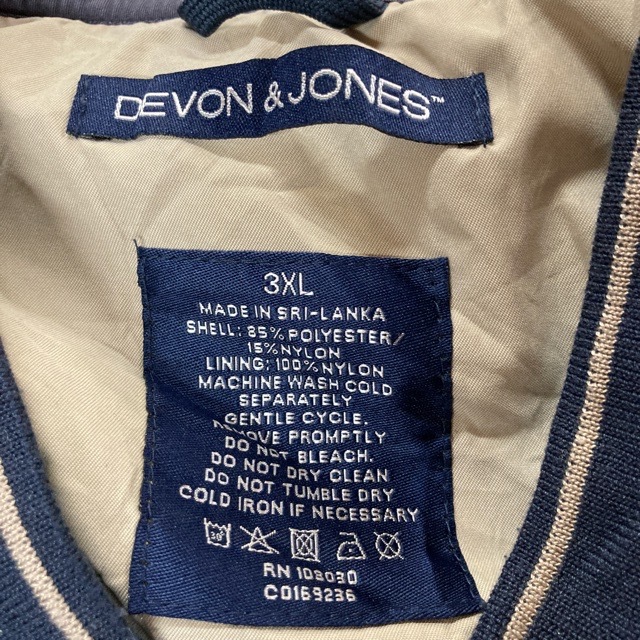 DEVON & JONES™
3XL
MADE IN SRI-LANKA
SHELL: 85% POLYESTER/
15% NYLON
LINING: 100% NYLON
MACHINE WASH COLD
SEPARATELY
GENTLE CYCLE.
REMOVE PROMPTLY
DO NOT BLEACH.
DO NOT DRY CLEAN
DO NOT TUMBLE DRY
COLD IRON IF NECESSARY
30°
RN 103030
CO169236